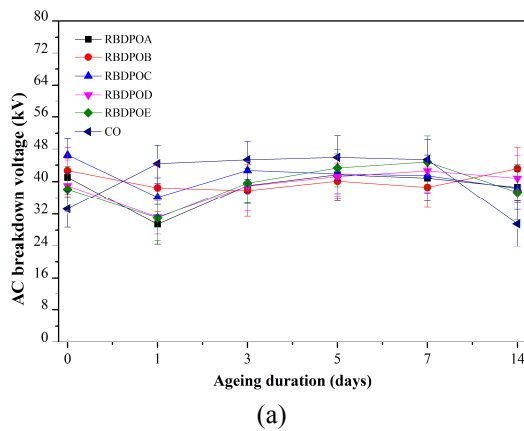 80
72
64
56
48
40
32
24
16
8
0
AC breakdown voltage (kV)
RBDPOA
RBDPOB
RBDPOC
RBDPOD
RBDPOE
CO
0 1 3 5 7 14
Ageing duration (days)
(a)